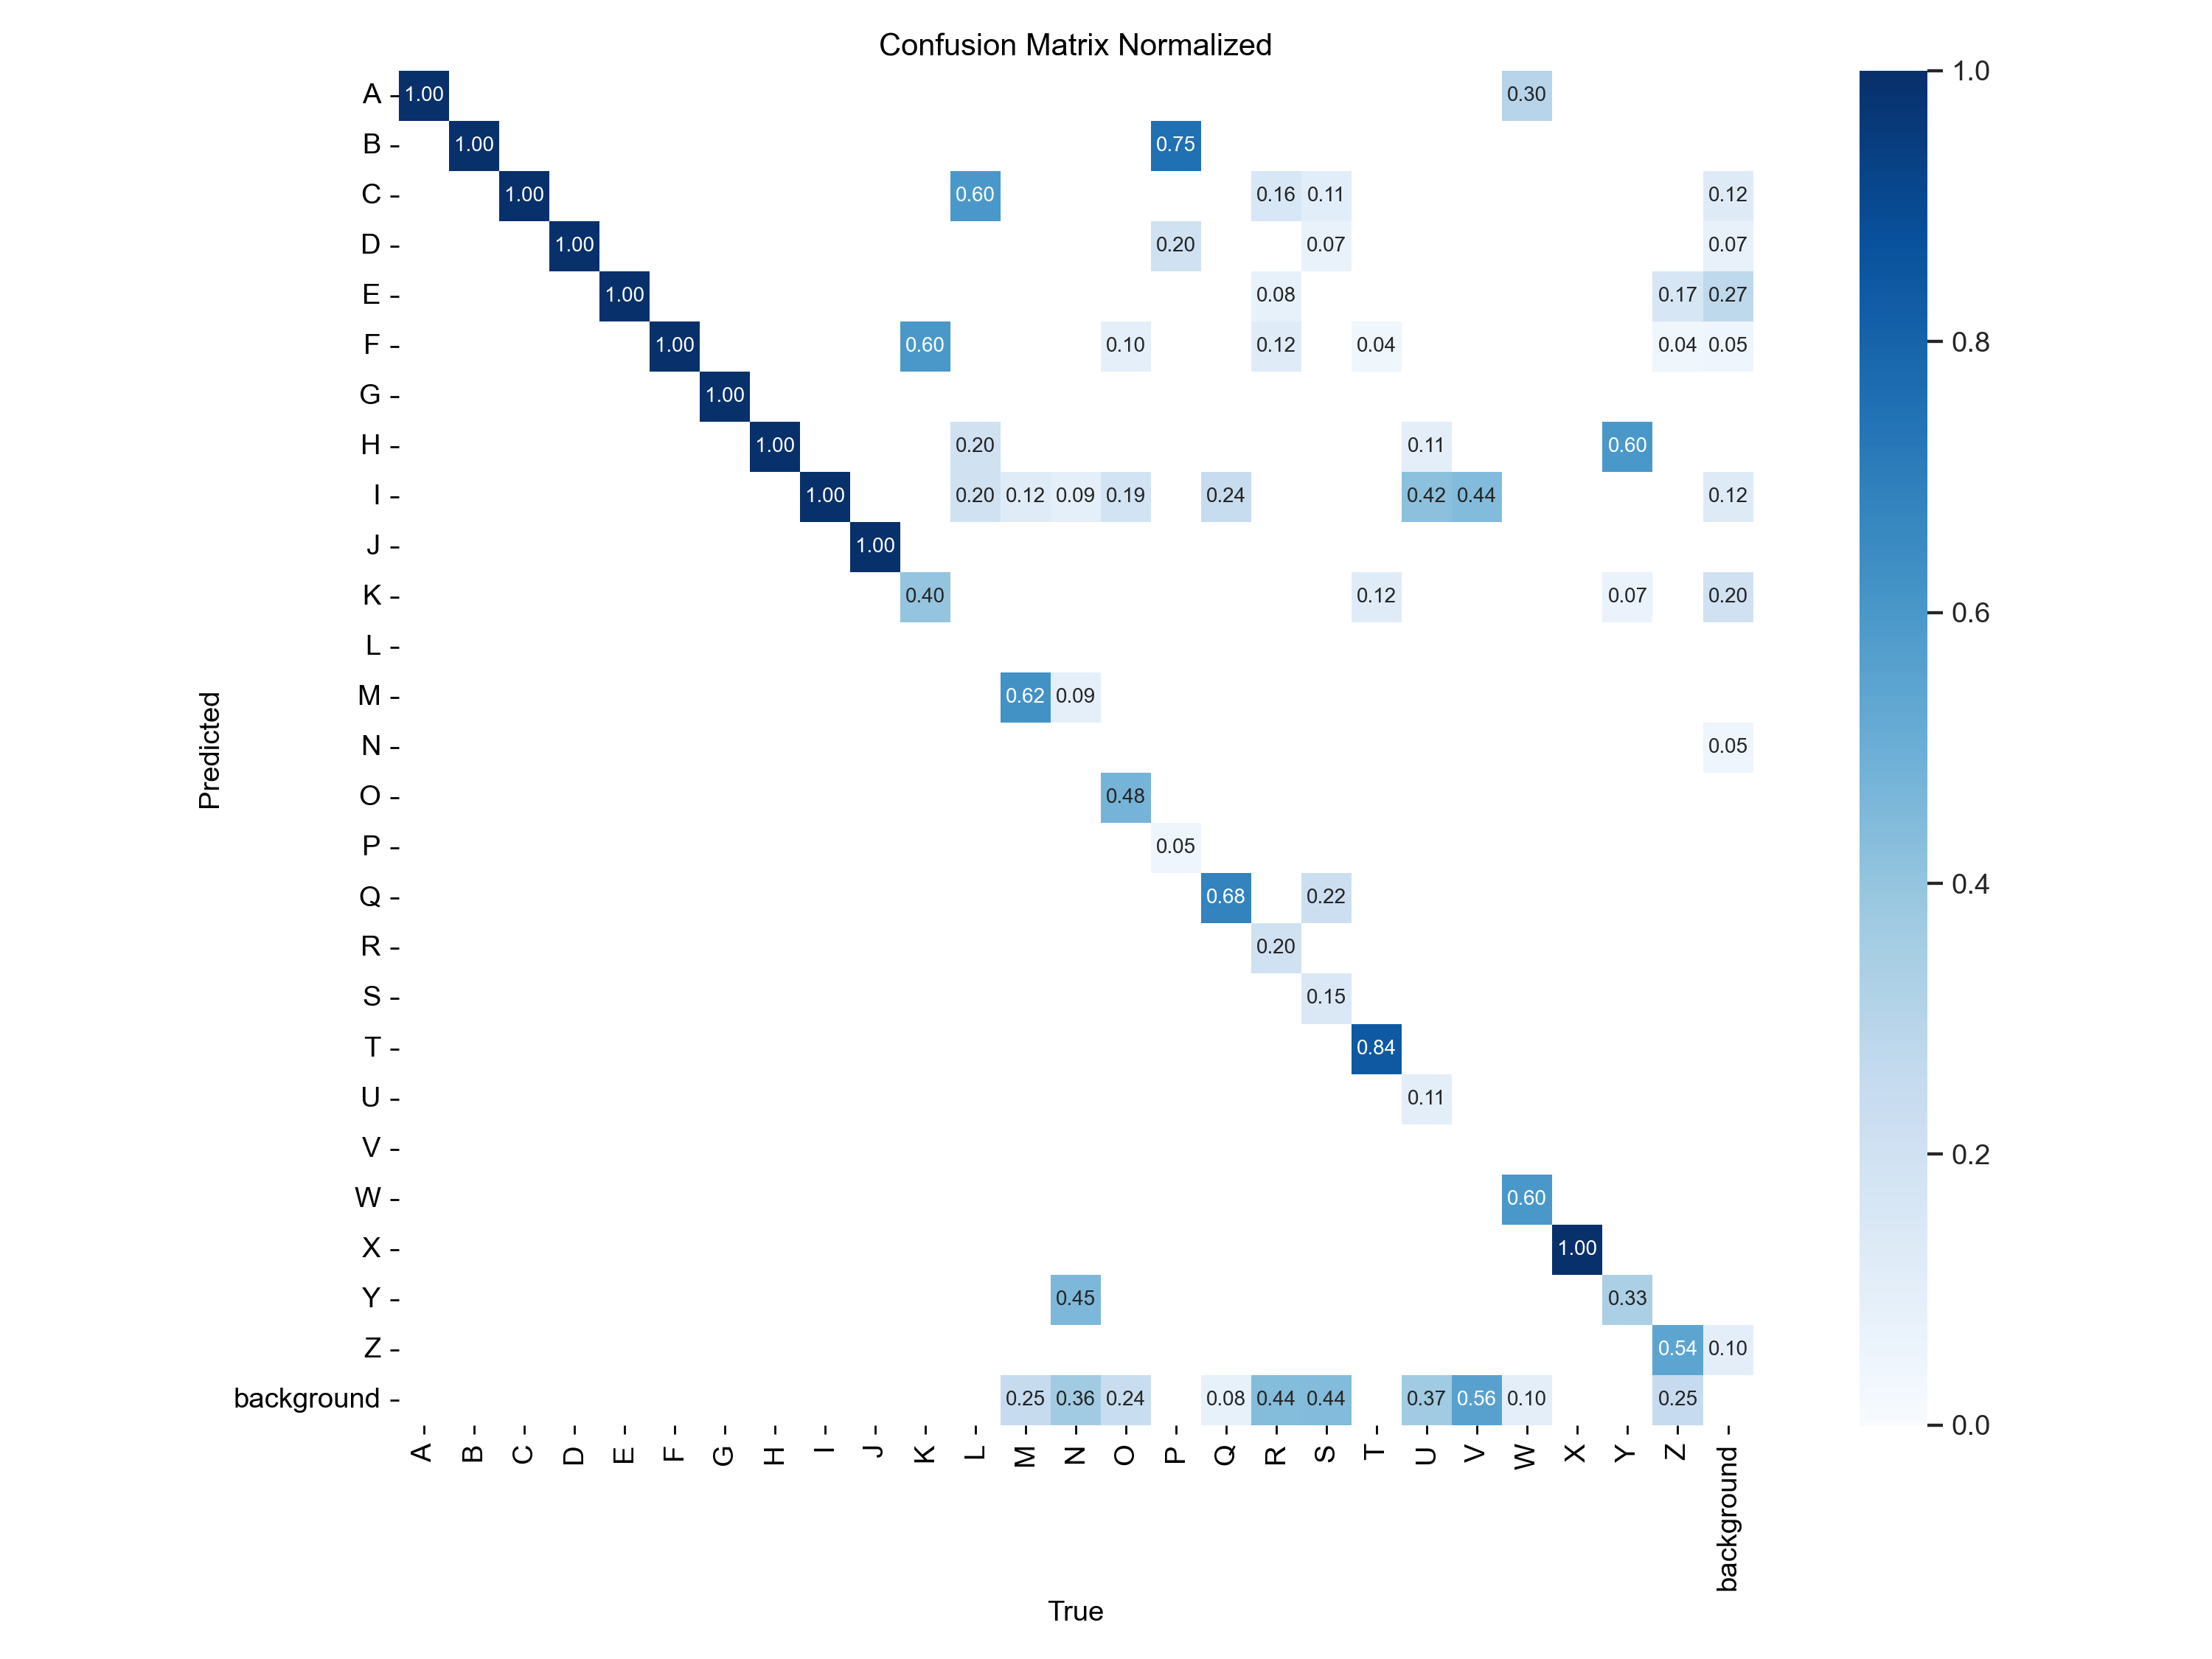 Confusion Matrix Normalized
A 1.00 0.30
B 1.00 0.75
C 1.00 0.60 0.16 0.11 0.12
D 1.00 0.20 0.07 0.07
E 1.00 0.08 0.17 0.27
F 1.00 0.60 0.10 0.12 0.04 0.04 0.05
G 1.00
H 1.00 0.20 0.11 0.60
I 1.00 0.20 0.12 0.09 0.19 0.24 0.42 0.44 0.12
J 1.00
K 0.40 0.12 0.07 0.20
L
M 0.62 0.09
N 0.05
O 0.48
P 0.05
Q 0.68 0.22
R 0.20
S 0.15
T 0.84
U 0.11
V
W 0.60
X 1.00
Y 0.45 0.33
Z 0.54 0.10
background 0.25 0.36 0.24 0.08 0.44 0.44 0.37 0.56 0.10 0.25
A B C D E F G H I J K L M N O P Q R S T U V W X Y Z background
True
Predicted
1.0
0.8
0.6
0.4
0.2
0.0